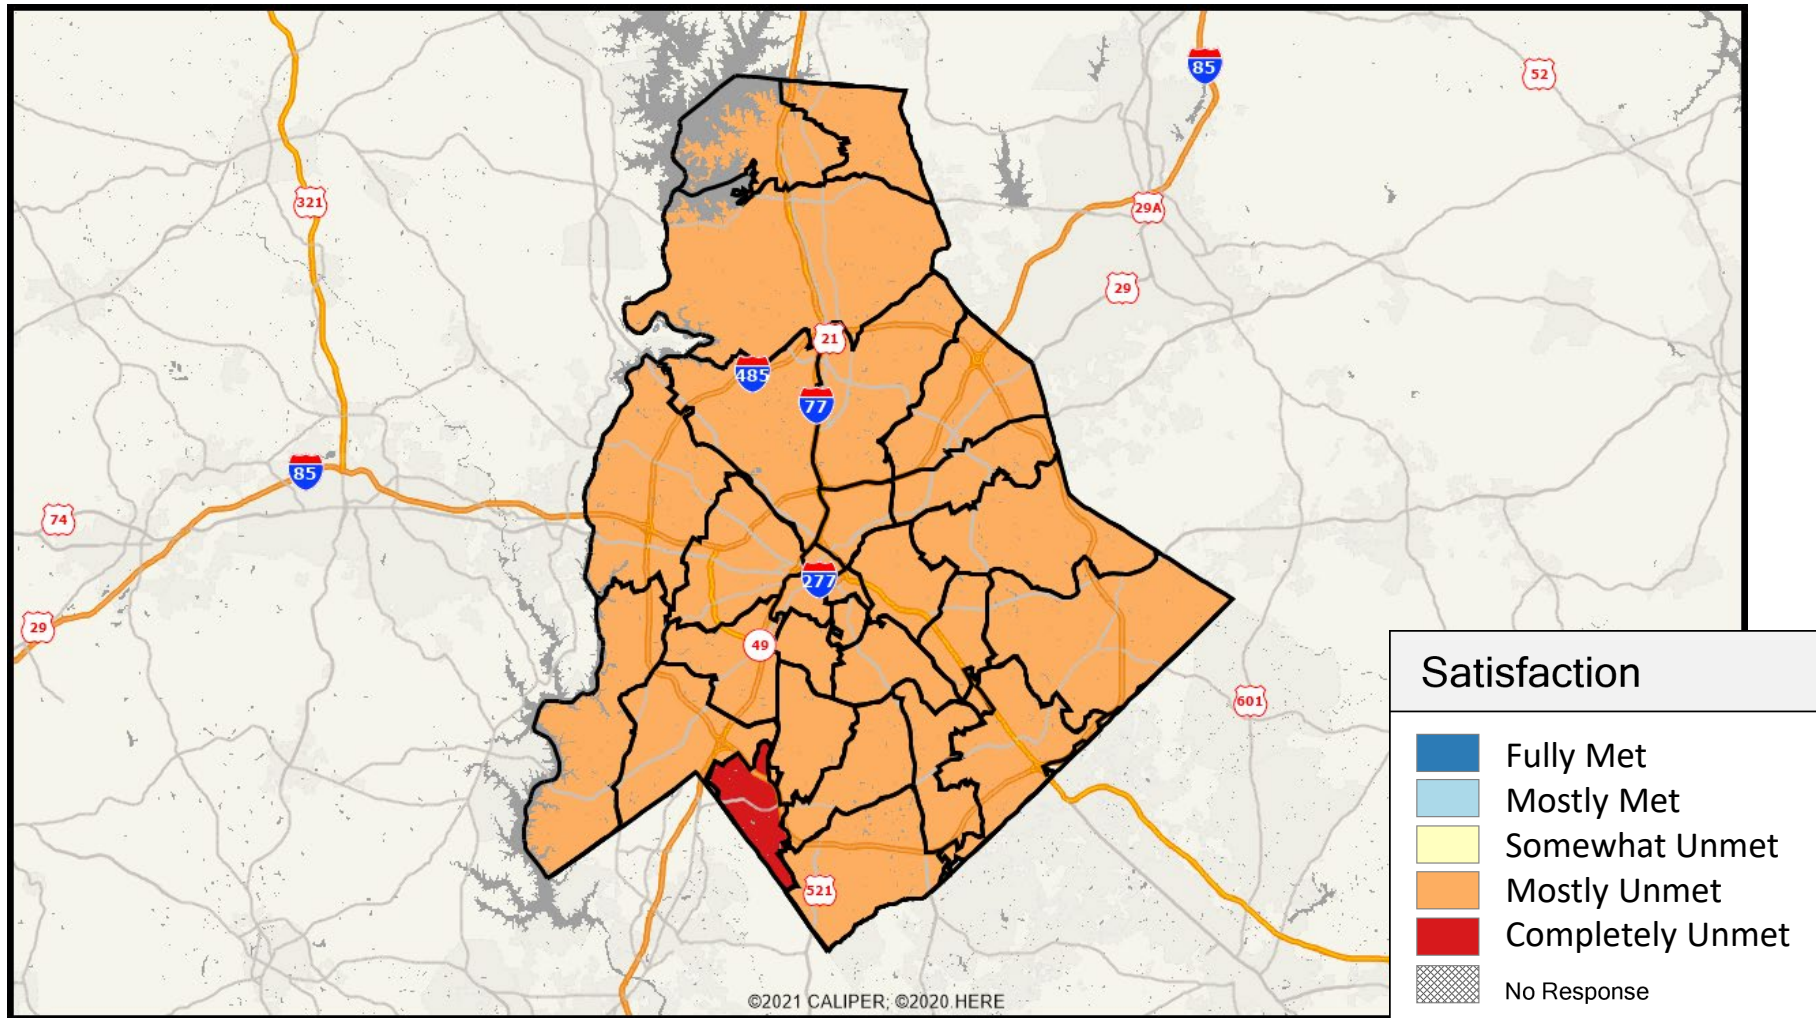 85
52
321
29A
29
21
485
77
85
74
277
29
49
601
521
©2021 CALIPER; ©2020 HERE
Satisfaction
Fully Met
Mostly Met
Somewhat Unmet
Mostly Unmet
Completely Unmet
No Response